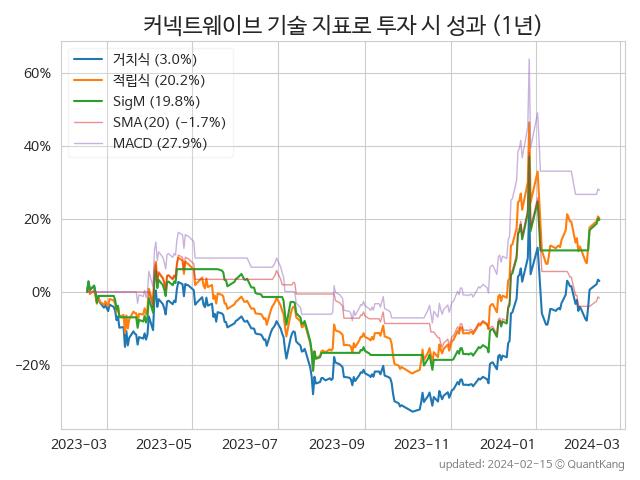 커넥트웨이브 기술 지표로 투자 시 성과 (1년)
거치식 (3.0%)
적립식 (20.2%)
SigM (19.8%)
SMA(20) (−1.7%)
MACD (27.9%)
60%
40%
20%
0%
−20%
2023-03 2023-05 2023-07 2023-09 2023-11 2024-01 2024-03
updated: 2024-02-15 © QuantKang